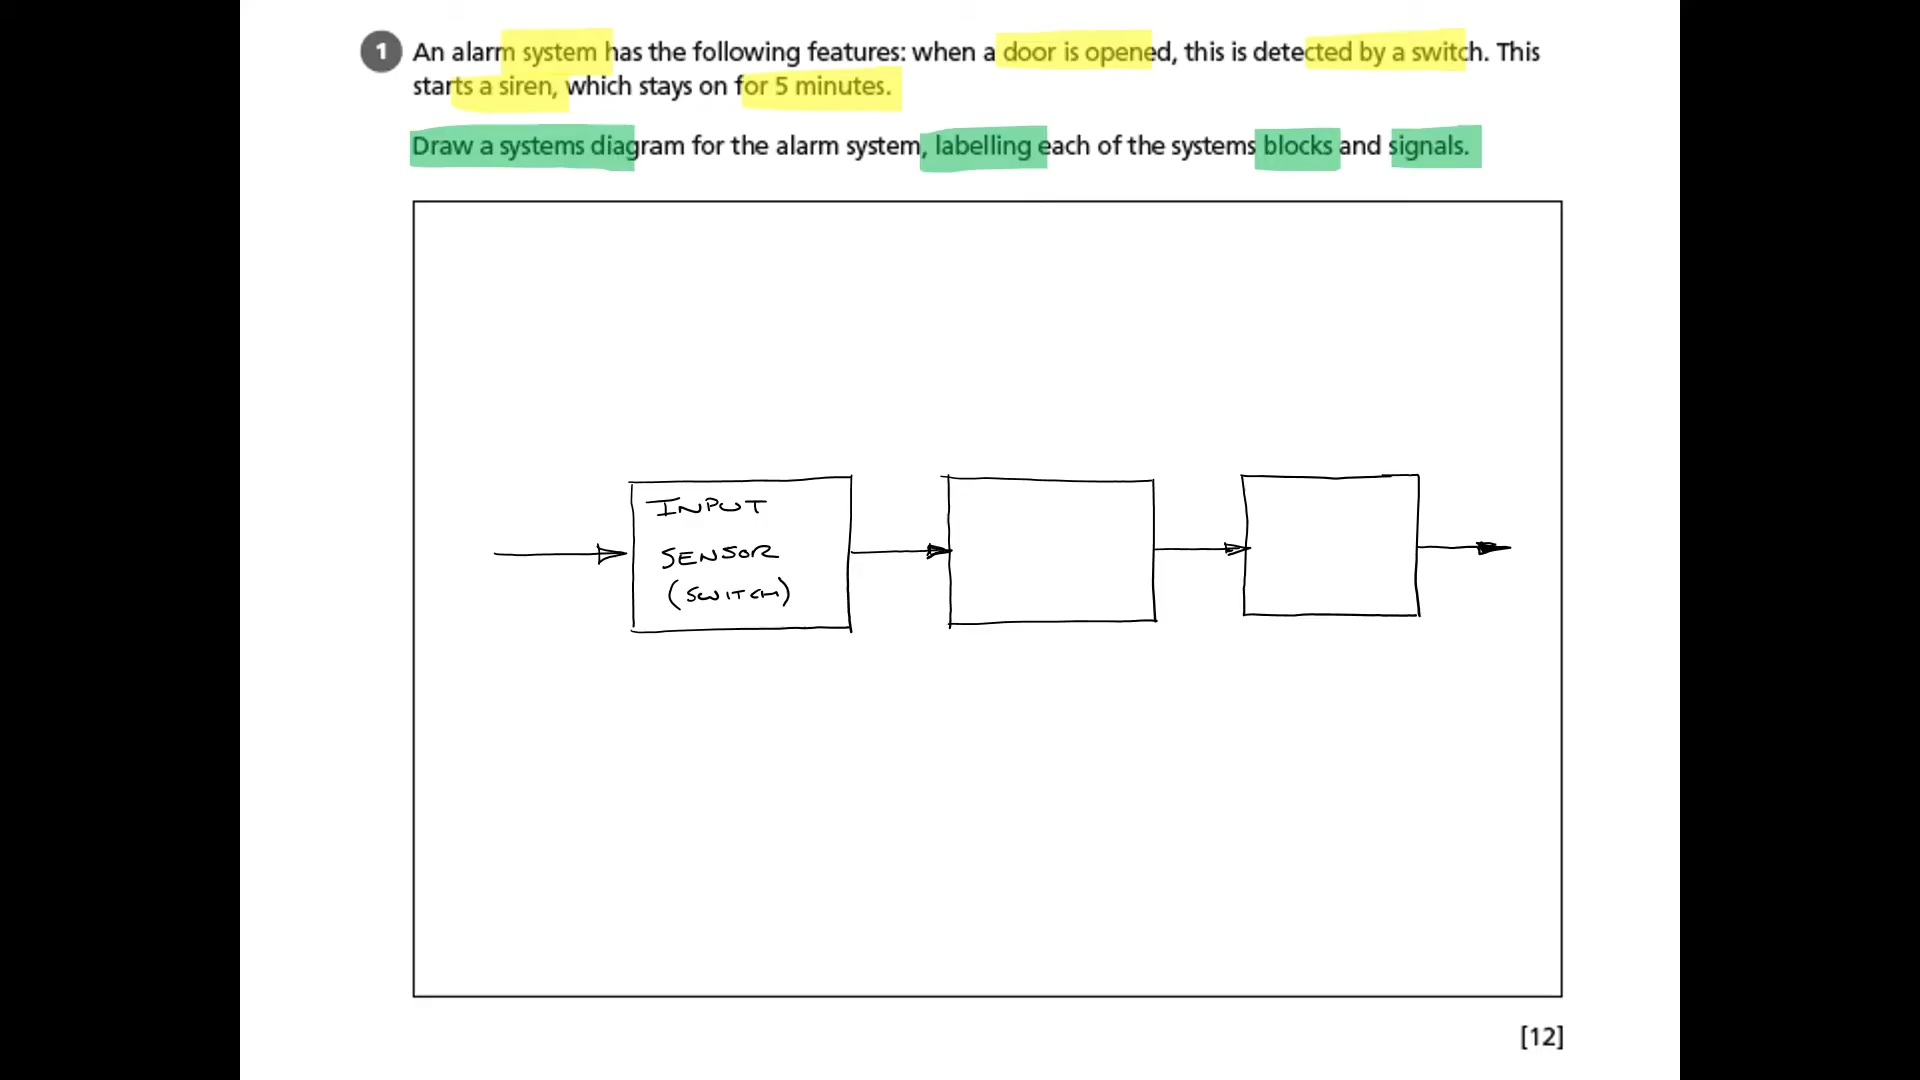 1 An alarm system has the following features: when a door is opened, this is detected by a switch. This
starts a siren, which stays on for 5 minutes.
Draw a systems diagram for the alarm system, labelling each of the systems blocks and signals.
INPUT
SENSOR
(SWITCH)
[12]